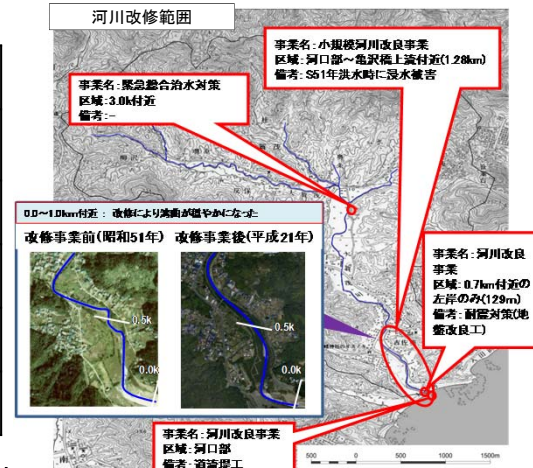 河川改修範囲
事業名：小規模河川改良事業
区域：河口部～亀沢橋上流付近(1.28km)
備考：S51年洪水時に浸水被害
事業名：緊急総合治水対策
区域：3.0k付近
備考：-
0.0～1.0km付近： 改修により湾曲が穏やかになった
改修事業前(昭和51年) 改修事業後(平成21年)
0.5k
0.0k
0.5k
0.0k
事業名：河川改良
事業
区域：0.7km付近の
左岸のみ(129m)
備考：耐震対策(地
盤改良工)
事業名：河川改良事業
区域：河口部
備考：導流堤工
南
500 0 500 1000 1500m